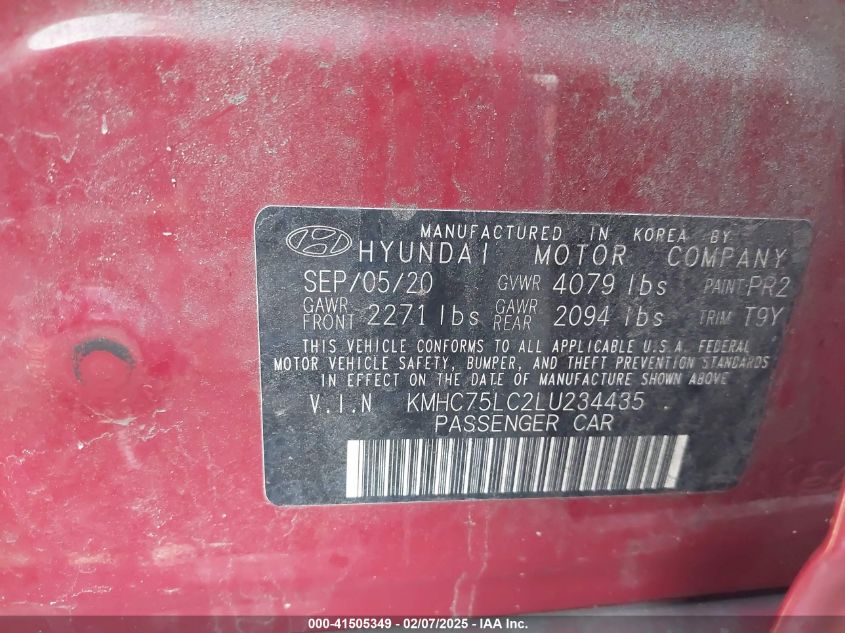 MANUFACTURED IN KOREA BY
HYUNDAI MOTOR COMPANY
SEP/05/20 GVWR 4079 lbs PAINT PR2
GAWR FRONT 2271 lbs GAWR REAR 2094 lbs TRIM T9Y
THIS VEHICLE CONFORMS TO ALL APPLICABLE U.S.A. FEDERAL
MOTOR VEHICLE SAFETY, BUMPER, AND THEFT PREVENTION STANDARDS
IN EFFECT ON THE DATE OF MANUFACTURE SHOWN ABOVE
V.I.N KMHC75LC2LU234435
PASSENGER CAR
000-41505349 - 02/07/2025 - IAA, Inc.